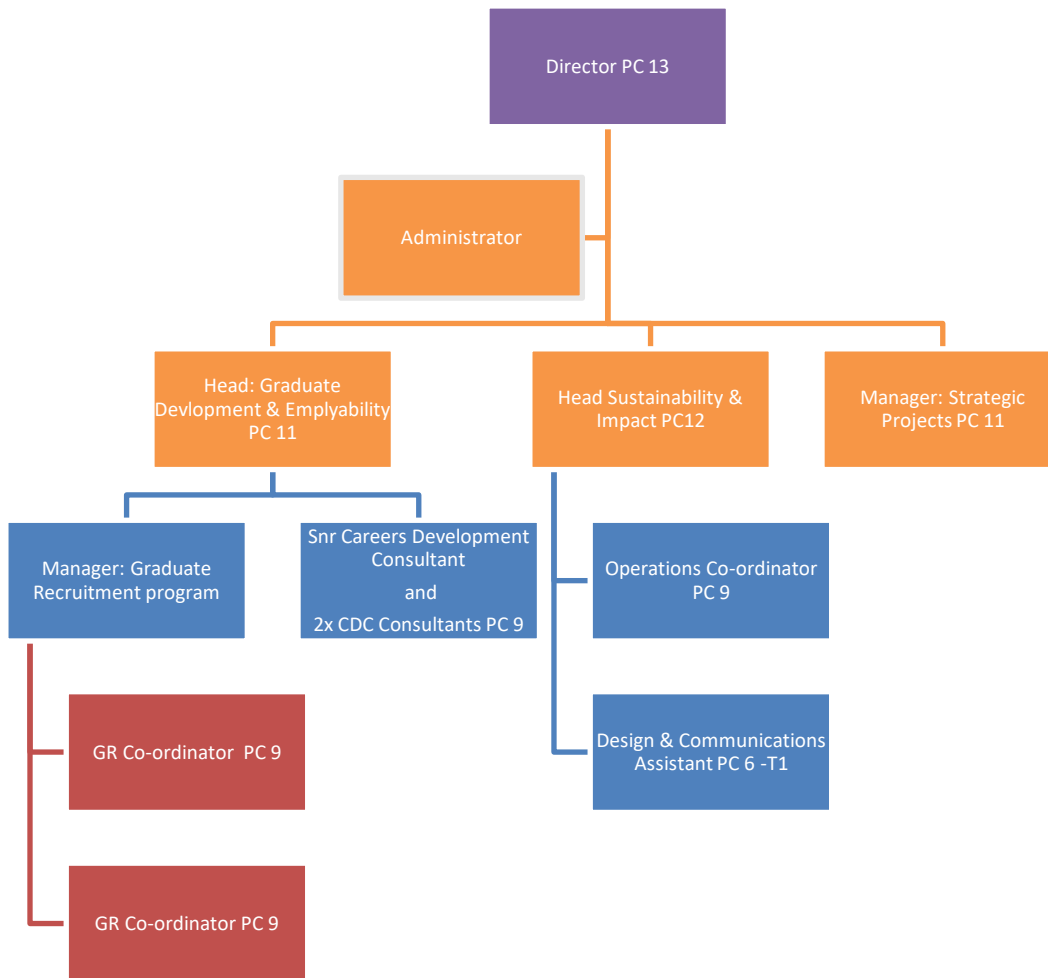 Director PC 13
Administrator
Head: Graduate
Devlopment & Emplyability
PC 11
Head Sustainability &
Impact PC12
Manager: Strategic
Projects PC 11
Manager: Graduate
Recruitment program
Snr Careers Development
Consultant
and
2x CDC Consultants PC 9
Operations Co-ordinator
PC 9
GR Co-ordinator  PC 9
Design & Communications
Assistant PC 6 -T1
GR Co-ordinator PC 9